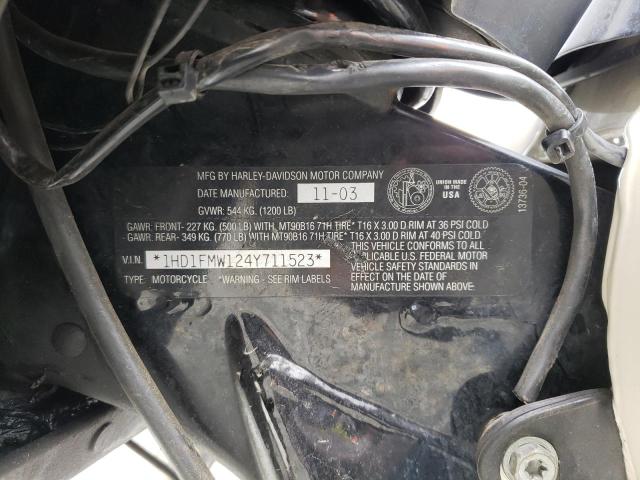 MFG BY HARLEY-DAVIDSON MOTOR COMPANY
DATE MANUFACTURED: 11-03
GVWR: 544 KG. (1200 LB)
UNION MADE IN THE USA
13736-04
GAWR: FRONT- 227 KG. (500 LB) WITH, MT90B16 71H TIRE* T16 X 3.00 D RIM AT 36 PSI COLD
- GAWR: REAR- 349 KG. (770 LB) WITH MT90B16 71H TIRE* T16 X 3.00 D RIM AT 40 PSI COLD
THIS VEHICLE CONFORMS TO ALL
APPLICABLE U.S. FEDERAL MOTOR
VEHICLE SAFETY STANDARDS IN
EFFECT ON THE DATE OF
MANUFACTURE SHOWN ABOVE.
V.I.N. *1HD1FMW124Y711523*
TYPE: MOTORCYCLE *WARNING - SEE RIM LABELS